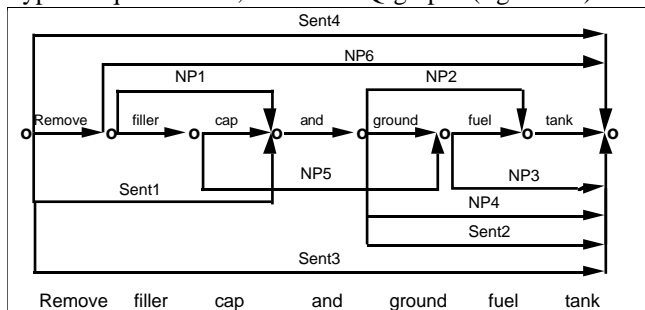 Sent4
NP6
NP1 NP2
Remove filler cap and ground fuel tank
o o o o o o o o
NP5 NP3
Sent1 NP4
Sent2
Sent3
Remove filler cap and ground fuel tank